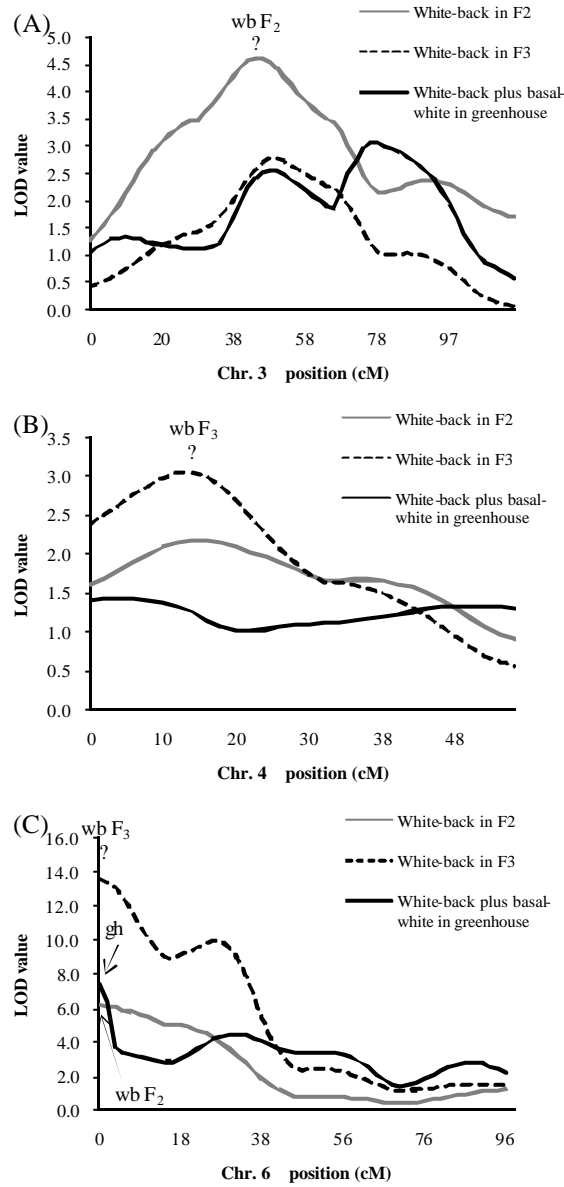 (A)
wb F2
?
White-back in F2
White-back in F3
White-back plus basal-
white in greenhouse
5.0
4.5
4.0
3.5
3.0
2.5
2.0
1.5
1.0
0.5
0.0
LOD value
0 20 38 58 78 97
Chr. 3 position (cM)
(B)
wb F3
?
White-back in F2
White-back in F3
White-back plus basal-
white in greenhouse
3.5
3.0
2.5
2.0
1.5
1.0
0.5
0.0
LOD value
0 10 20 30 38 48
Chr. 4 position (cM)
(C)
wb F3
?
White-back in F2
White-back in F3
White-back plus basal-
white in greenhouse
16.0
14.0
12.0
10.0
8.0
6.0
4.0
2.0
0.0
gh
wb F2
LOD value
0 18 38 56 76 96
Chr. 6 position (cM)